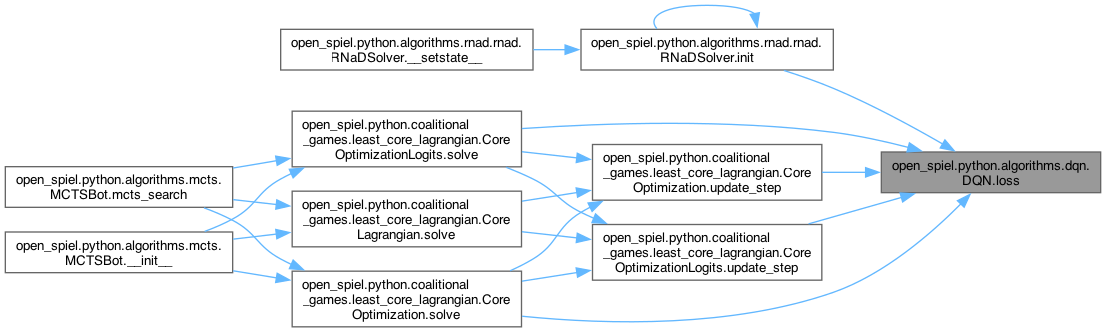 open_spiel.python.algorithms.rnad.rnad.
RNaDSolver.__setstate__
open_spiel.python.algorithms.rnad.rnad.
RNaDSolver.init
open_spiel.python.coalitional
_games.least_core_lagrangian.Core
OptimizationLogits.solve
open_spiel.python.coalitional
_games.least_core_lagrangian.Core
Optimization.update_step
open_spiel.python.algorithms.dqn.
DQN.loss
open_spiel.python.algorithms.mcts.
MCTSBot.mcts_search
open_spiel.python.coalitional
_games.least_core_lagrangian.Core
Lagrangian.solve
open_spiel.python.algorithms.mcts.
MCTSBot.__init__
open_spiel.python.coalitional
_games.least_core_lagrangian.Core
OptimizationLogits.update_step
open_spiel.python.coalitional
_games.least_core_lagrangian.Core
Optimization.solve